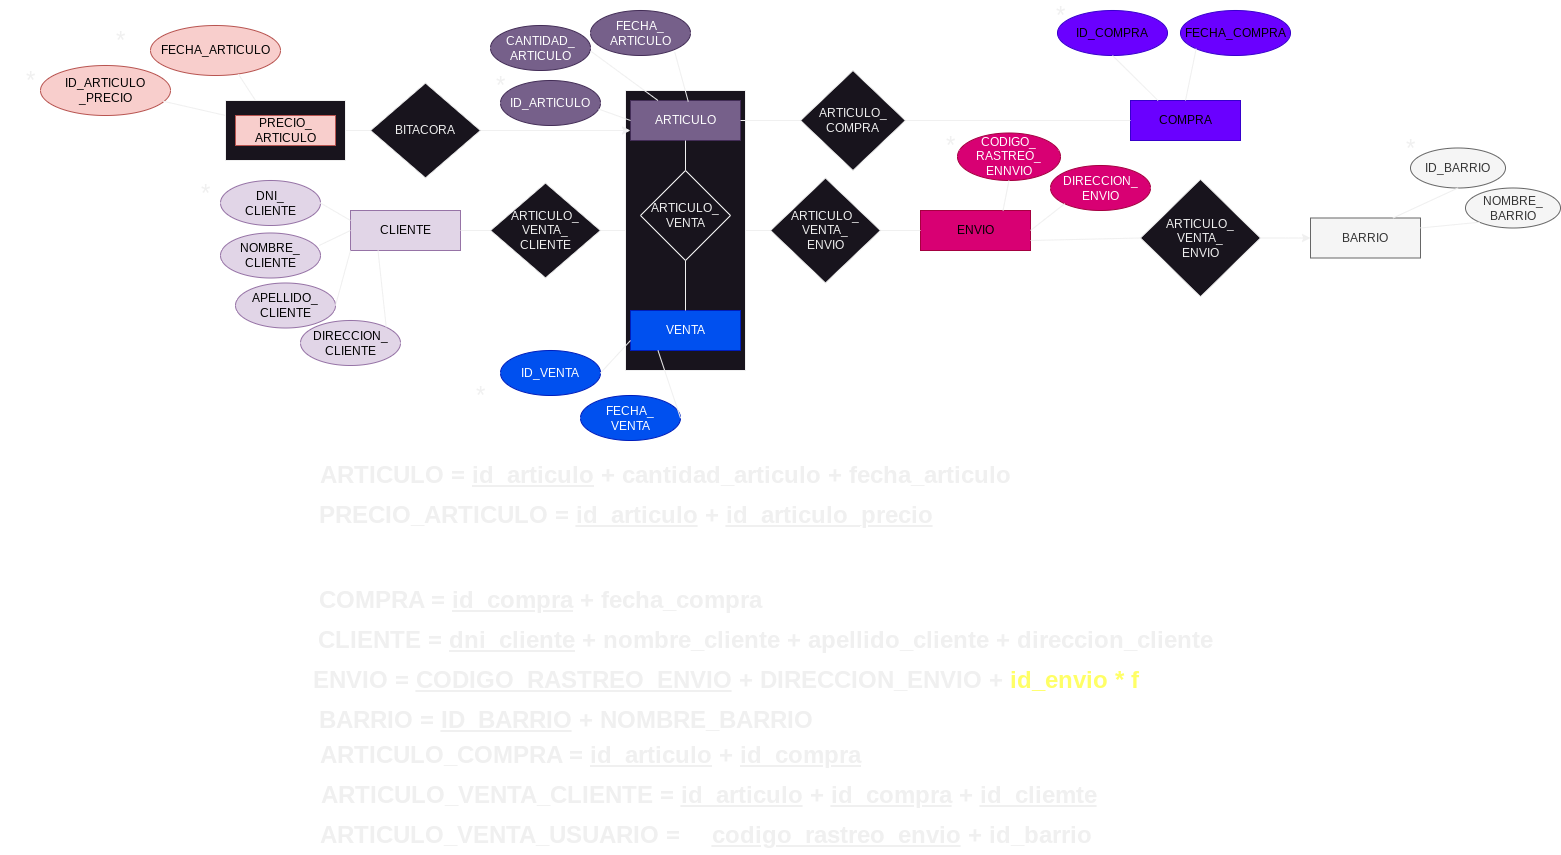 *
FECHA_ARTICULO
*
ID_ARTICULO
_PRECIO
PRECIO_
ARTICULO
BITACORA
CANTIDAD_
ARTICULO
FECHA_
ARTICULO
*
ID_ARTICULO
ARTICULO
ARTICULO_
COMPRA
*
ID_COMPRA
FECHA_COMPRA
COMPRA
*
DNI_
CLIENTE
NOMBRE_
CLIENTE
APELLIDO_
CLIENTE
DIRECCION_
CLIENTE
CLIENTE
ARTICULO_
VENTA_
CLIENTE
ARTICULO_
VENTA
ARTICULO_
VENTA_
ENVIO
*
CODIGO_
RASTREO_
ENNVIO
DIRECCION_
ENVIO
ENVIO
ARTICULO_
VENTA_
ENVIO
*
ID_BARRIO
NOMBRE_
BARRIO
BARRIO
VENTA
*
ID_VENTA
FECHA_
VENTA
ARTICULO = id_articulo + cantidad_articulo + fecha_articulo
PRECIO_ARTICULO = id_articulo + id_articulo_precio
COMPRA = id_compra + fecha_compra
CLIENTE = dni_cliente + nombre_cliente + apellido_cliente + direccion_cliente
ENVIO = CODIGO_RASTREO_ENVIO + DIRECCION_ENVIO + id_envio * f
BARRIO = ID_BARRIO + NOMBRE_BARRIO
ARTICULO_COMPRA = id_articulo + id_compra
ARTICULO_VENTA_CLIENTE = id_articulo + id_compra + id_cliemte
ARTICULO_VENTA_USUARIO = codigo_rastreo_envio + id_barrio